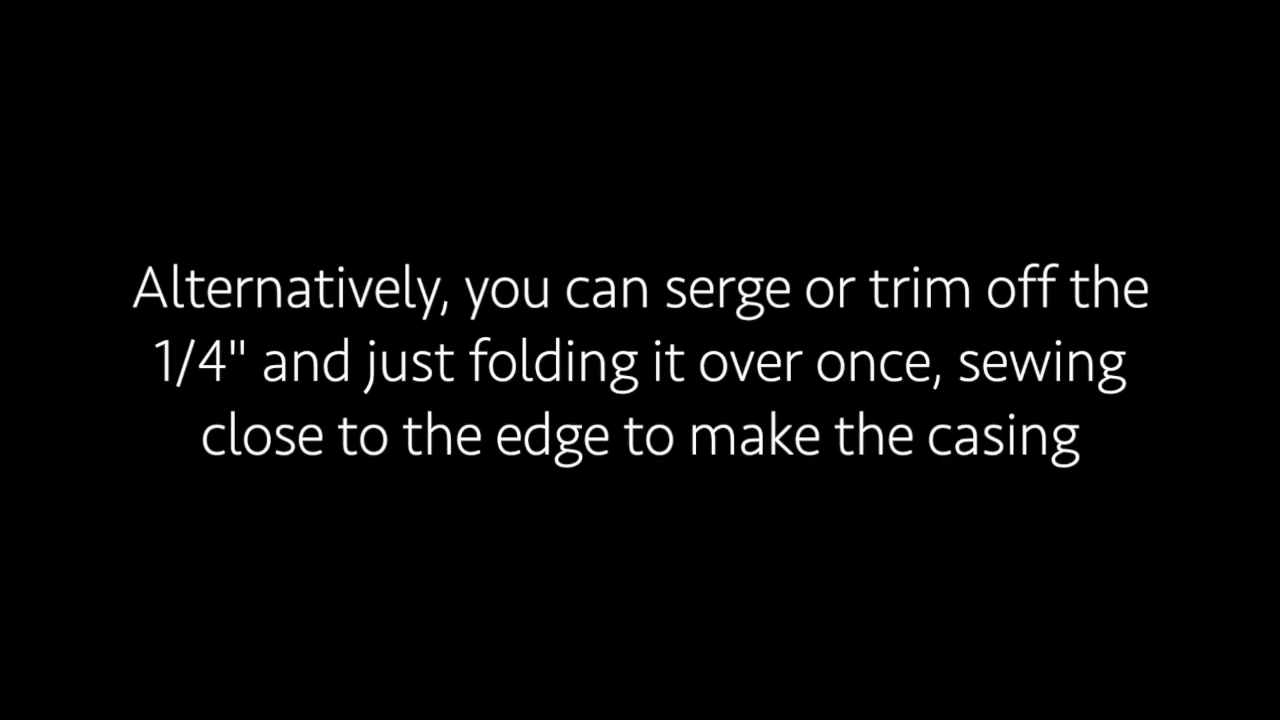 Alternatively, you can serge or trim off the
1/4" and just folding it over once, sewing
close to the edge to make the casing